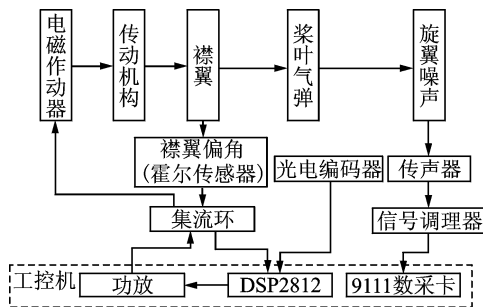 电磁作动器
传动机构
襟翼
桨叶气弹
旋翼噪声
襟翼偏角
(霍尔传感器)
光电编码器
传声器
集流环
信号调理器
工控机
功放
DSP2812
9111数采卡